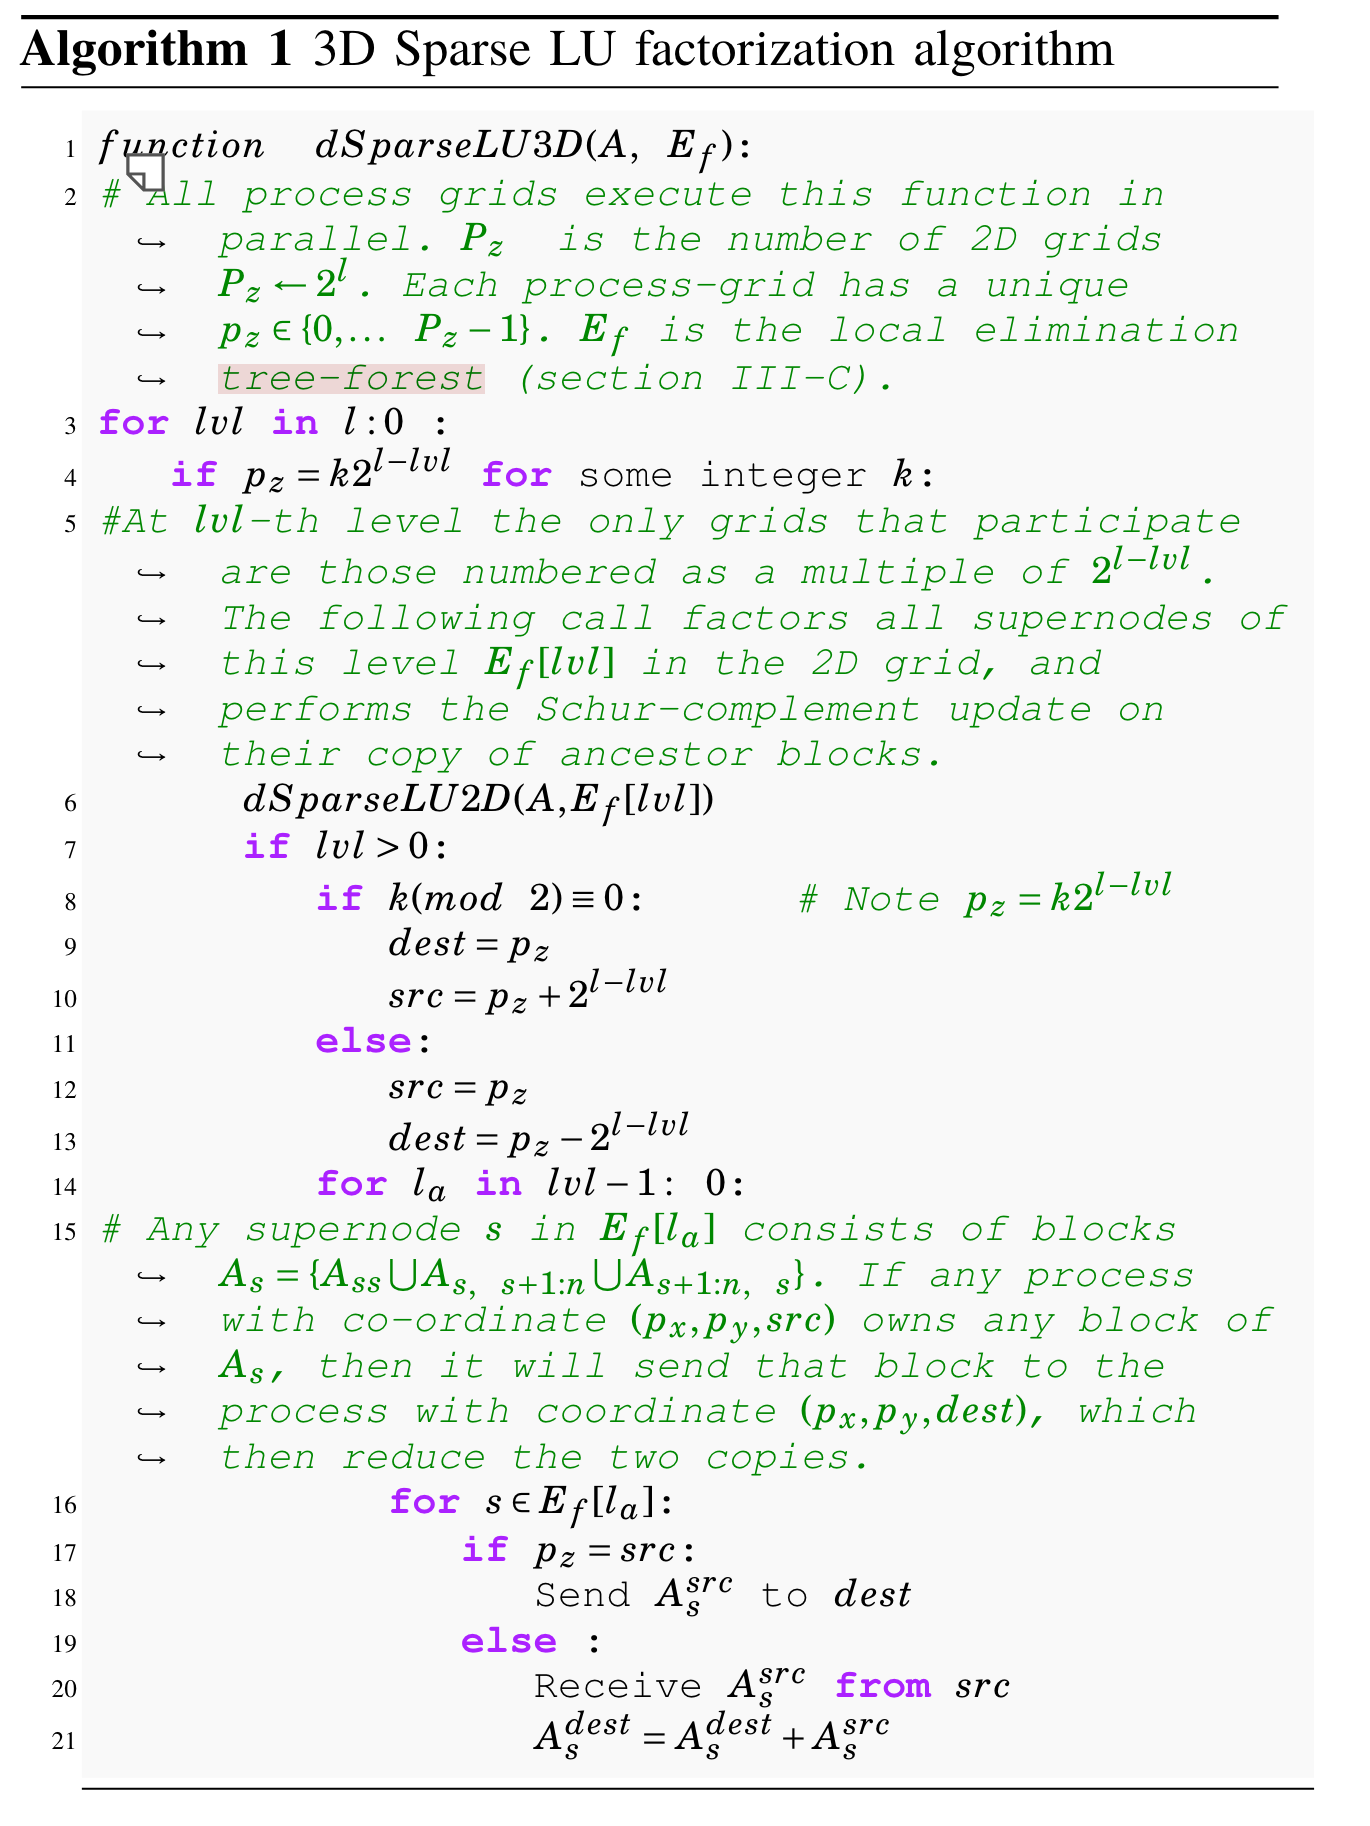 Algorithm 1 3D Sparse LU factorization algorithm
1 function dSparseLU3D(A, E_f):
2 # All process grids execute this function in
↪ parallel. P_z is the number of 2D grids
↪ P_z ← 2^l. Each process-grid has a unique
↪ p_z ∈ {0,... P_z − 1}. E_f is the local elimination
↪ tree-forest (section III-C).
3 for lvl in l:0 :
4 if p_z = k2^{l−lvl} for some integer k:
5 #At lvl-th level the only grids that participate
↪ are those numbered as a multiple of 2^{l−lvl}.
↪ The following call factors all supernodes of
↪ this level E_f[lvl] in the 2D grid, and
↪ performs the Schur-complement update on
↪ their copy of ancestor blocks.
6 dSparseLU2D(A,E_f[lvl])
7 if lvl > 0:
8 if k(mod 2) ≡ 0: # Note p_z = k2^{l−lvl}
9 dest = p_z
10 src = p_z + 2^{l−lvl}
11 else:
12 src = p_z
13 dest = p_z − 2^{l−lvl}
14 for l_a in lvl − 1: 0:
15 # Any supernode s in E_f[l_a] consists of blocks
↪ A_s = {A_{ss} ⋃ A_{s, s+1:n} ⋃ A_{s+1:n, s}}. If any process
↪ with co-ordinate (p_x,p_y,src) owns any block of
↪ A_s, then it will send that block to the
↪ process with coordinate (p_x,p_y,dest), which
↪ then reduce the two copies.
16 for s ∈ E_f[l_a]:
17 if p_z = src:
18 Send A_s^{src} to dest
19 else :
20 Receive A_s^{src} from src
21 A_s^{dest} = A_s^{dest} + A_s^{src}